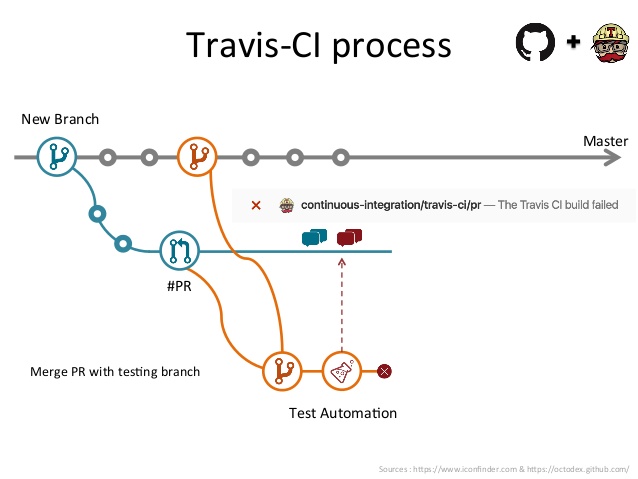 Travis-CI process
New Branch
Master
continuous-integration/travis-ci/pr — The Travis CI build failed
#PR
Merge PR with testing branch
Test Automation
Sources : https://www.iconfinder.com & https://octodex.github.com/